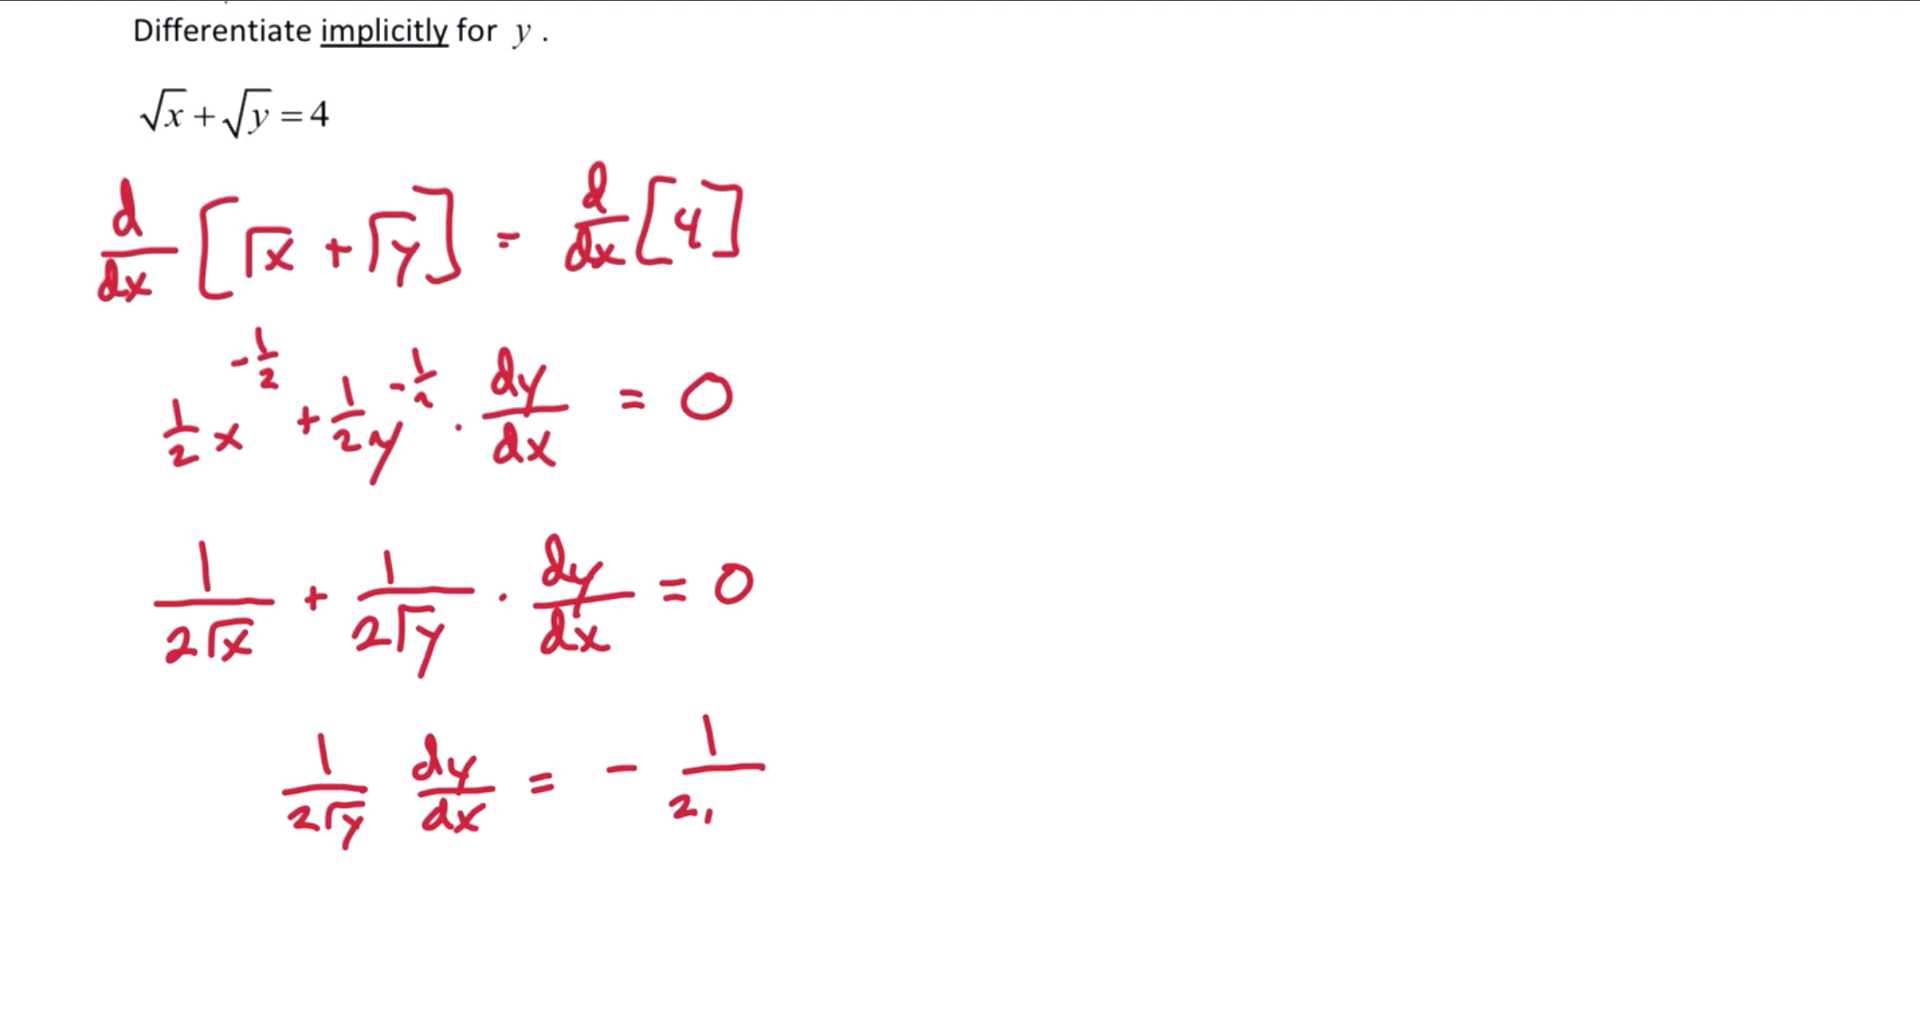 Differentiate implicitly for y .
√x + √y = 4
d/dx [√x + √y] = d/dx [4]
1/2 x^(-1/2) + 1/2 y^(-1/2) · dy/dx = 0
1/(2√x) + 1/(2√y) · dy/dx = 0
1/(2√y) dy/dx = - 1/2